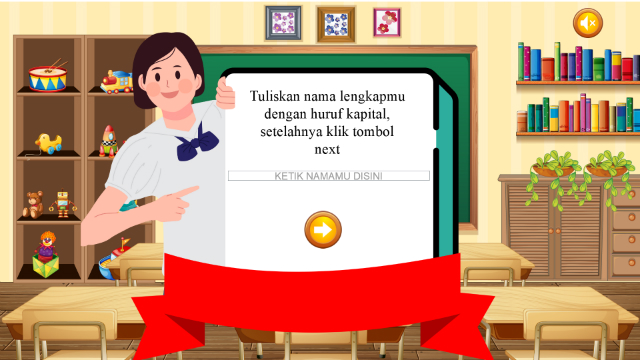 Tuliskan nama lengkapmu
dengan huruf kapital,
setelahnya klik tombol
next
KETIK NAMAMU DISINI